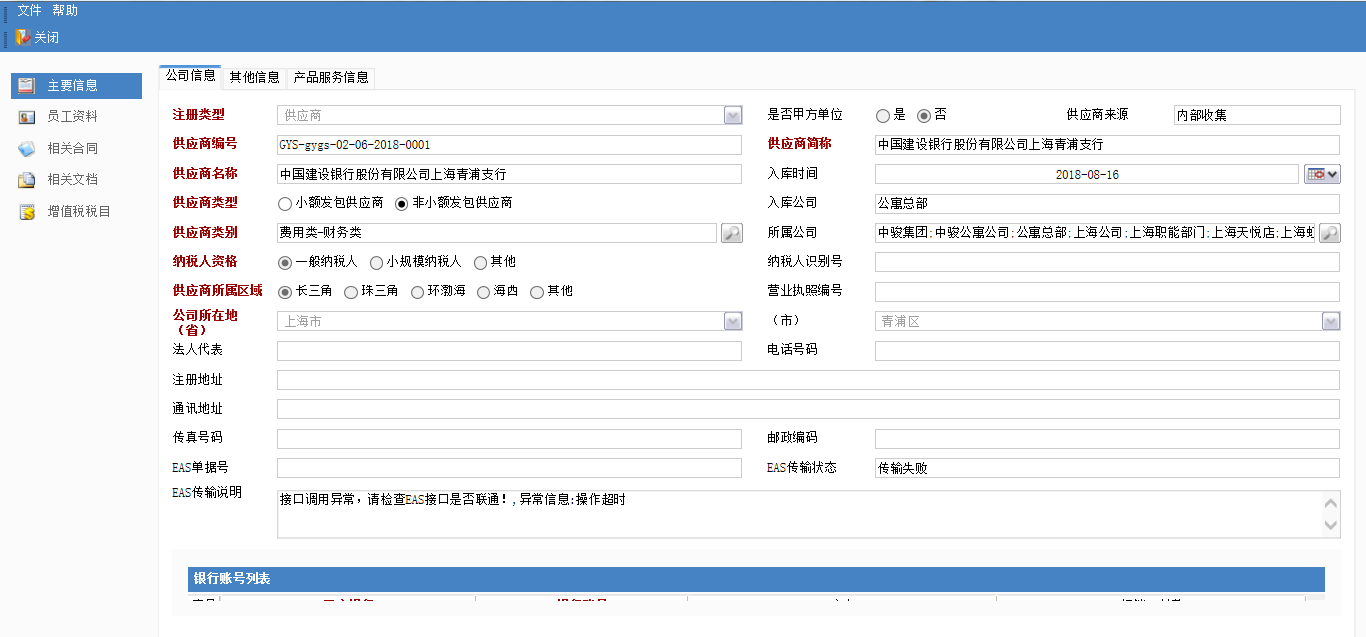 文件 帮助
关闭
主要信息
员工资料
相关合同
相关文档
增值税税目
公司信息 其他信息 产品服务信息
注册类型 供应商 是否甲方单位 是 否 供应商来源 内部收集
供应商编号 GYS-gygs-02-06-2018-0001 供应商简称 中国建设银行股份有限公司上海青浦支行
供应商名称 中国建设银行股份有限公司上海青浦支行 入库时间 2018-08-16
供应商类型 小额发包供应商 非小额发包供应商 入库公司 公寓总部
供应商类别 费用类-财务类 所属公司 中骏集团;中骏公寓公司;公寓总部;上海公司;上海职能部门;上海天悦店;上海
纳税人资格 一般纳税人 小规模纳税人 其他 纳税人识别号
供应商所属区域 长三角 珠三角 环渤海 海西 其他 营业执照编号
公司所在地
（省） 上海市 （市） 青浦区
法人代表 电话号码
注册地址
通讯地址
传真号码 邮政编码
EAS单据号 EAS传输状态 传输失败
EAS传输说明 接口调用异常，请检查EAS接口是否联通！,异常信息:操作超时
银行账号列表